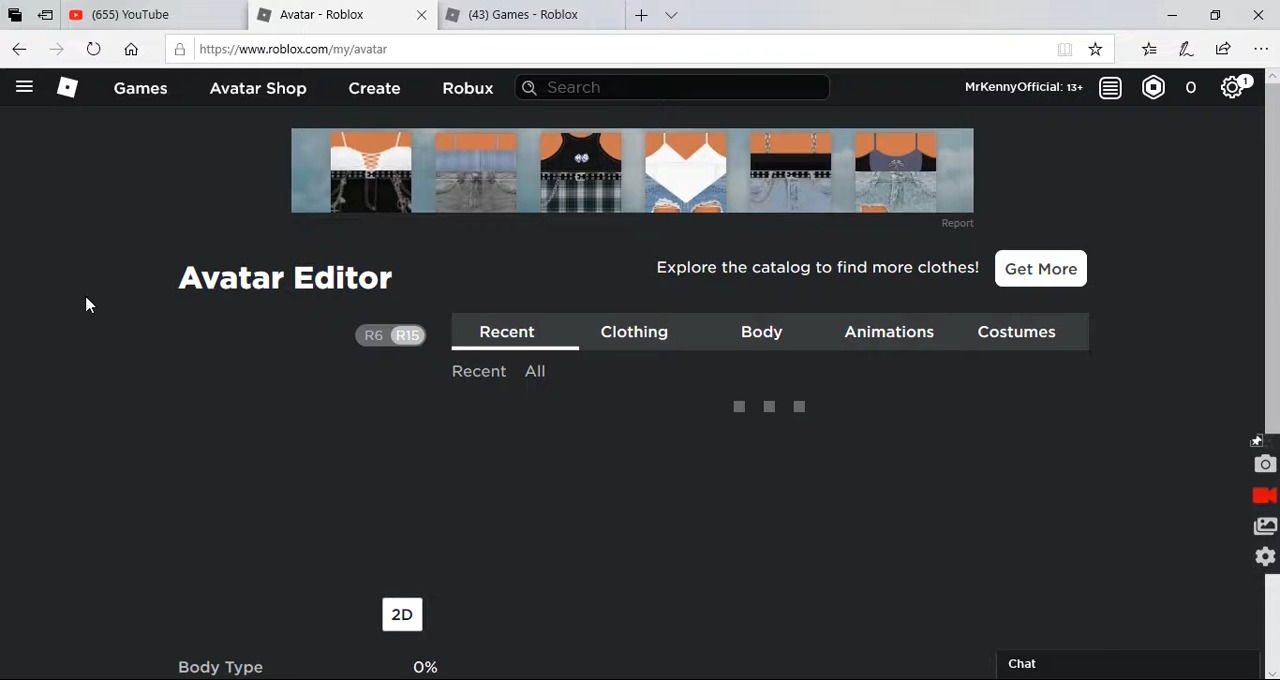 (655) YouTube
Avatar - Roblox
(43) Games - Roblox
https://www.roblox.com/my/avatar
Games
Avatar Shop
Create
Robux
Search
MrKennyOfficial: 13+
0
1
Report
Avatar Editor
Explore the catalog to find more clothes!
Get More
R6 R15
Recent
Clothing
Body
Animations
Costumes
Recent
All
2D
Body Type
0%
Chat